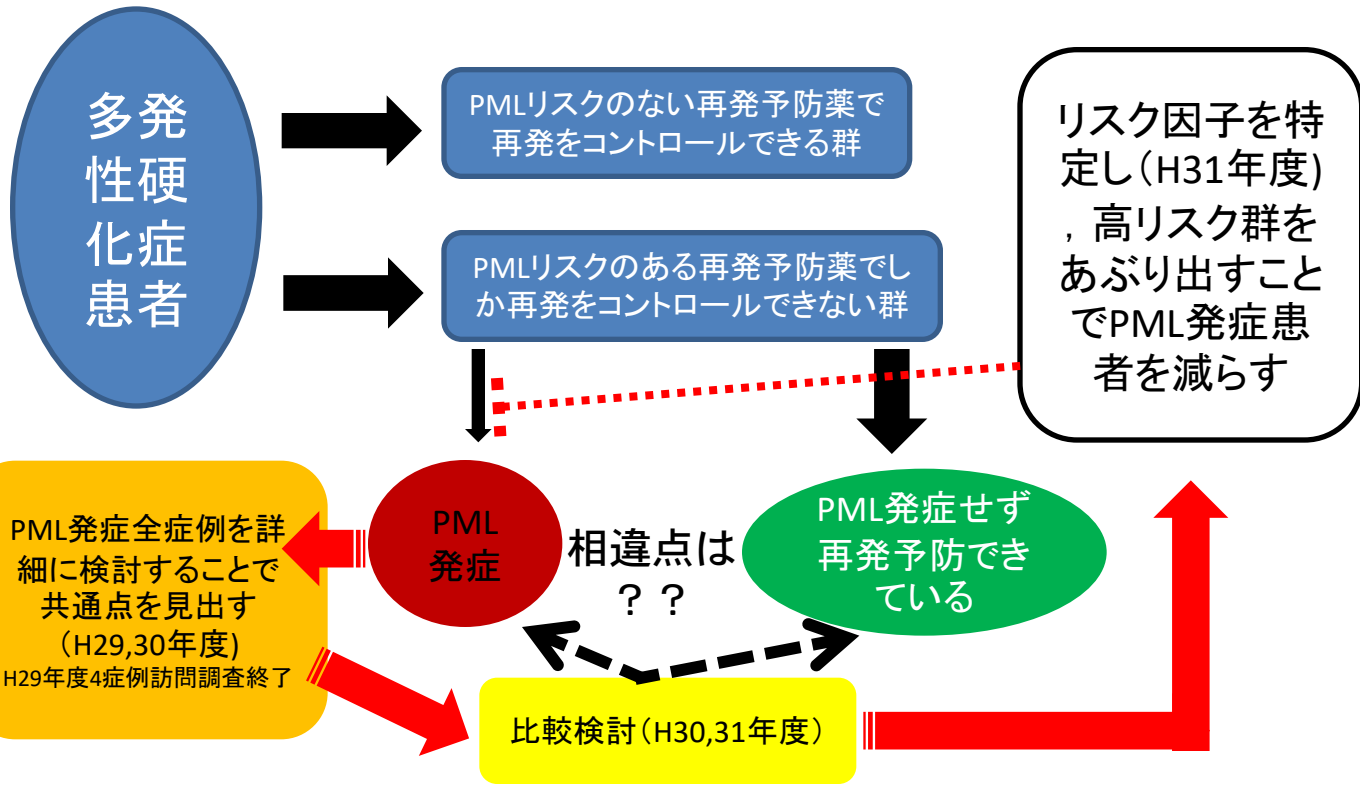 多発
性硬
化症
患者
PMLリスクのない再発予防薬で
再発をコントロールできる群
PMLリスクのある再発予防薬でし
か再発をコントロールできない群
リスク因子を特
定し（H31年度)
，高リスク群を
あぶり出すこと
でPML発症患
者を減らす
PML発症全症例を詳
細に検討することで
共通点を見出す
（H29,30年度)
H29年度4症例訪問調査終了
PML
発症
相違点は
？？
PML発症せず
再発予防でき
ている
比較検討（H30,31年度）